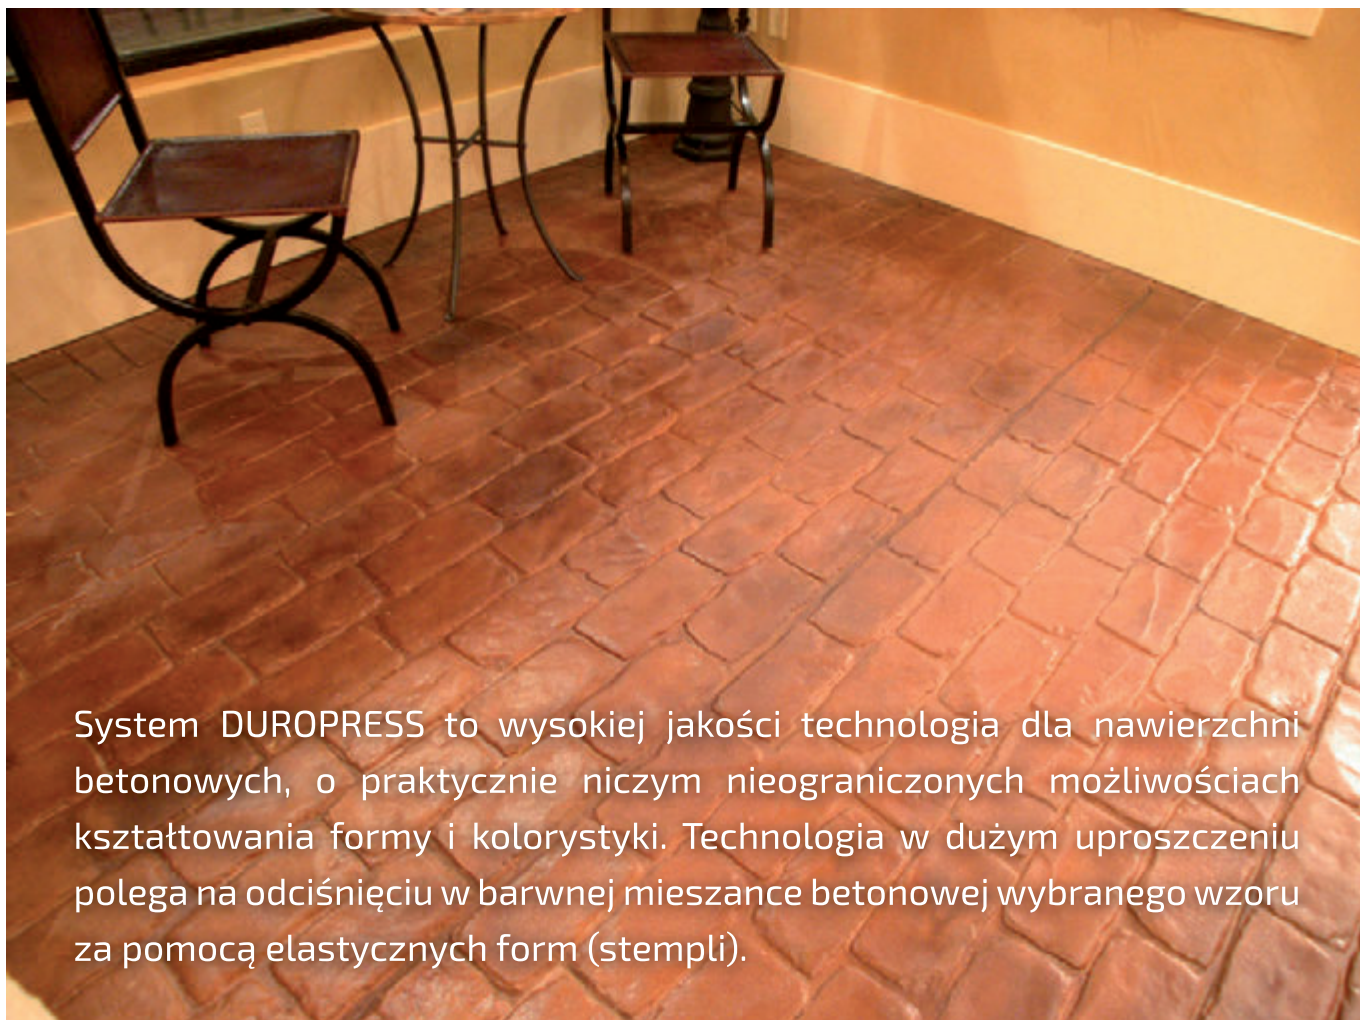 System DUROPRESS to wysokiej jakości technologia dla nawierzchni
betonowych, o praktycznie niczym nieograniczonych możliwościach
kształtowania formy i kolorystyki. Technologia w dużym uproszczeniu
polega na odciśnięciu w barwnej mieszance betonowej wybranego wzoru
za pomocą elastycznych form (stempli).